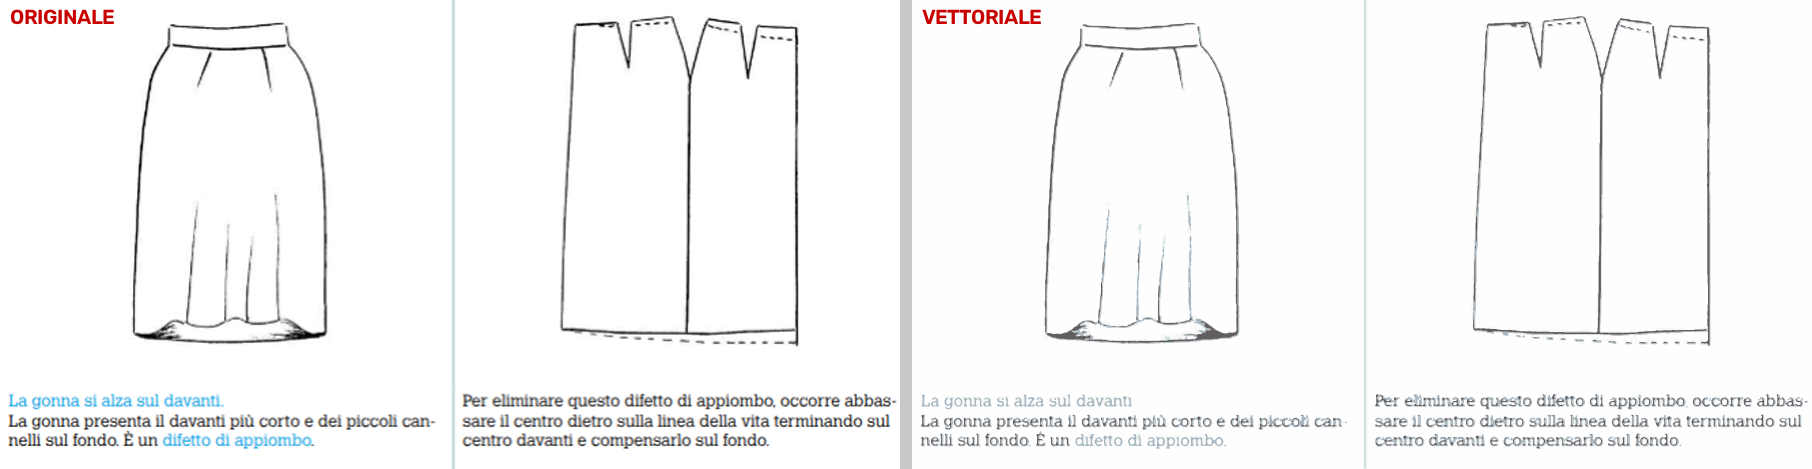 ORIGINALE
La gonna si alza sul davanti.
La gonna presenta il davanti più corto e dei piccoli can-
nelli sul fondo. È un difetto di appiombo.
Per eliminare questo difetto di appiombo, occorre abbas-
sare il centro dietro sulla linea della vita terminando sul
centro davanti e compensarlo sul fondo.
VETTORIALE
La gonna si alza sul davanti
La gonna presenta il davanti più corto e dei piccoli can-
nelli sul fondo. È un difetto di appiombo.
Per eliminare questo difetto di appiombo, occorre abbas-
sare il centro dietro sulla linea della vita terminando sul
centro davanti e compensarlo sul fondo.